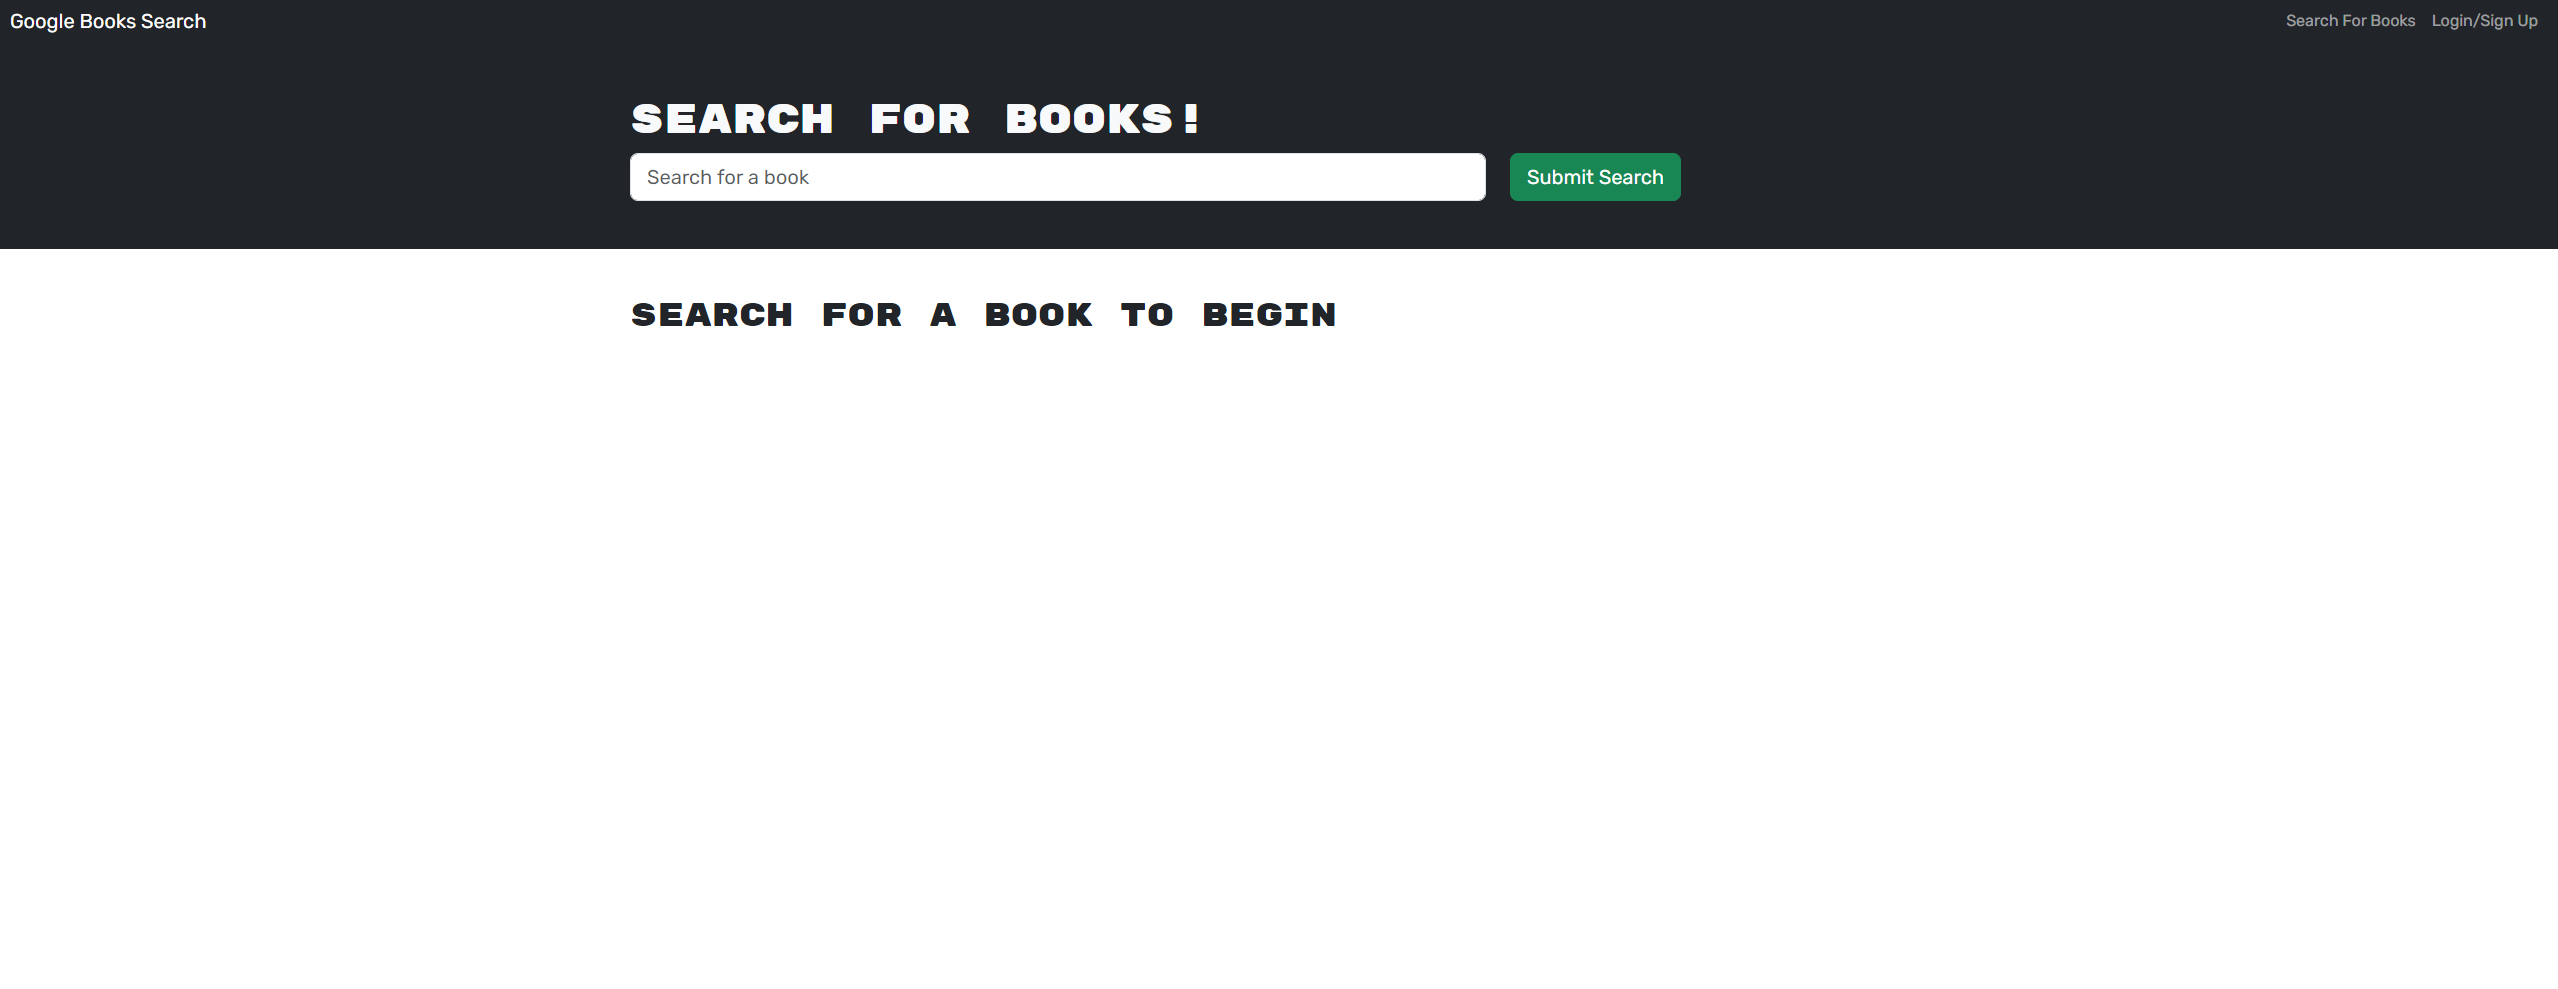 Google Books Search
Search For Books
Login/Sign Up
SEARCH FOR BOOKS!
Search for a book
Submit Search
SEARCH FOR A BOOK TO BEGIN